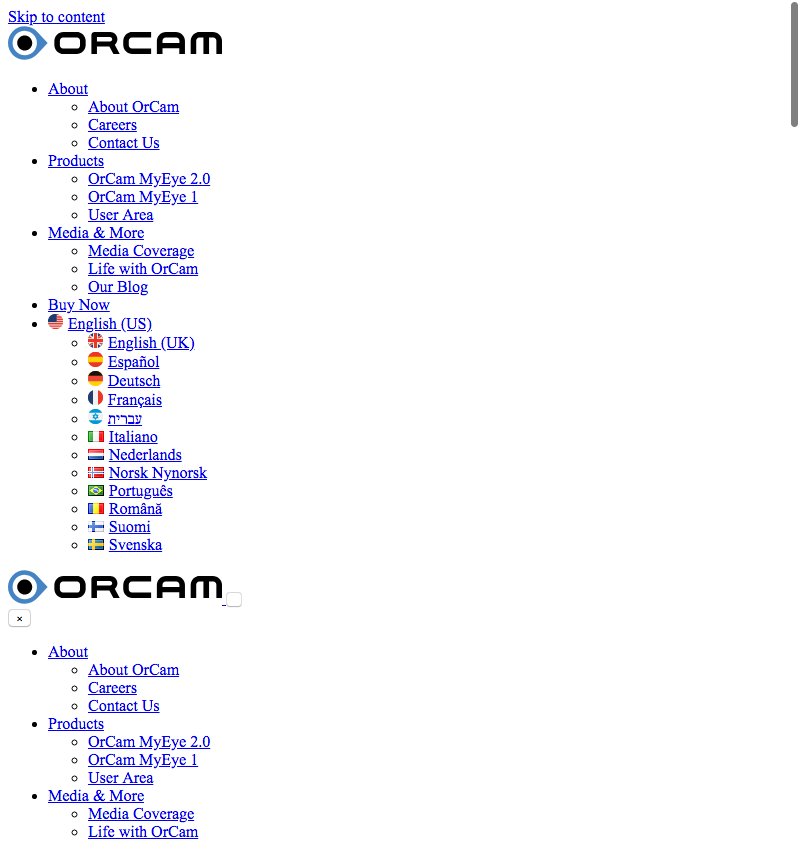 Skip to content
ORCAM
About
About OrCam
Careers
Contact Us
Products
OrCam MyEye 2.0
OrCam MyEye 1
User Area
Media & More
Media Coverage
Life with OrCam
Our Blog
Buy Now
English (US)
English (UK)
Español
Deutsch
Français
עברית
Italiano
Nederlands
Norsk Nynorsk
Português
Română
Suomi
Svenska
ORCAM
×
About
About OrCam
Careers
Contact Us
Products
OrCam MyEye 2.0
OrCam MyEye 1
User Area
Media & More
Media Coverage
Life with OrCam